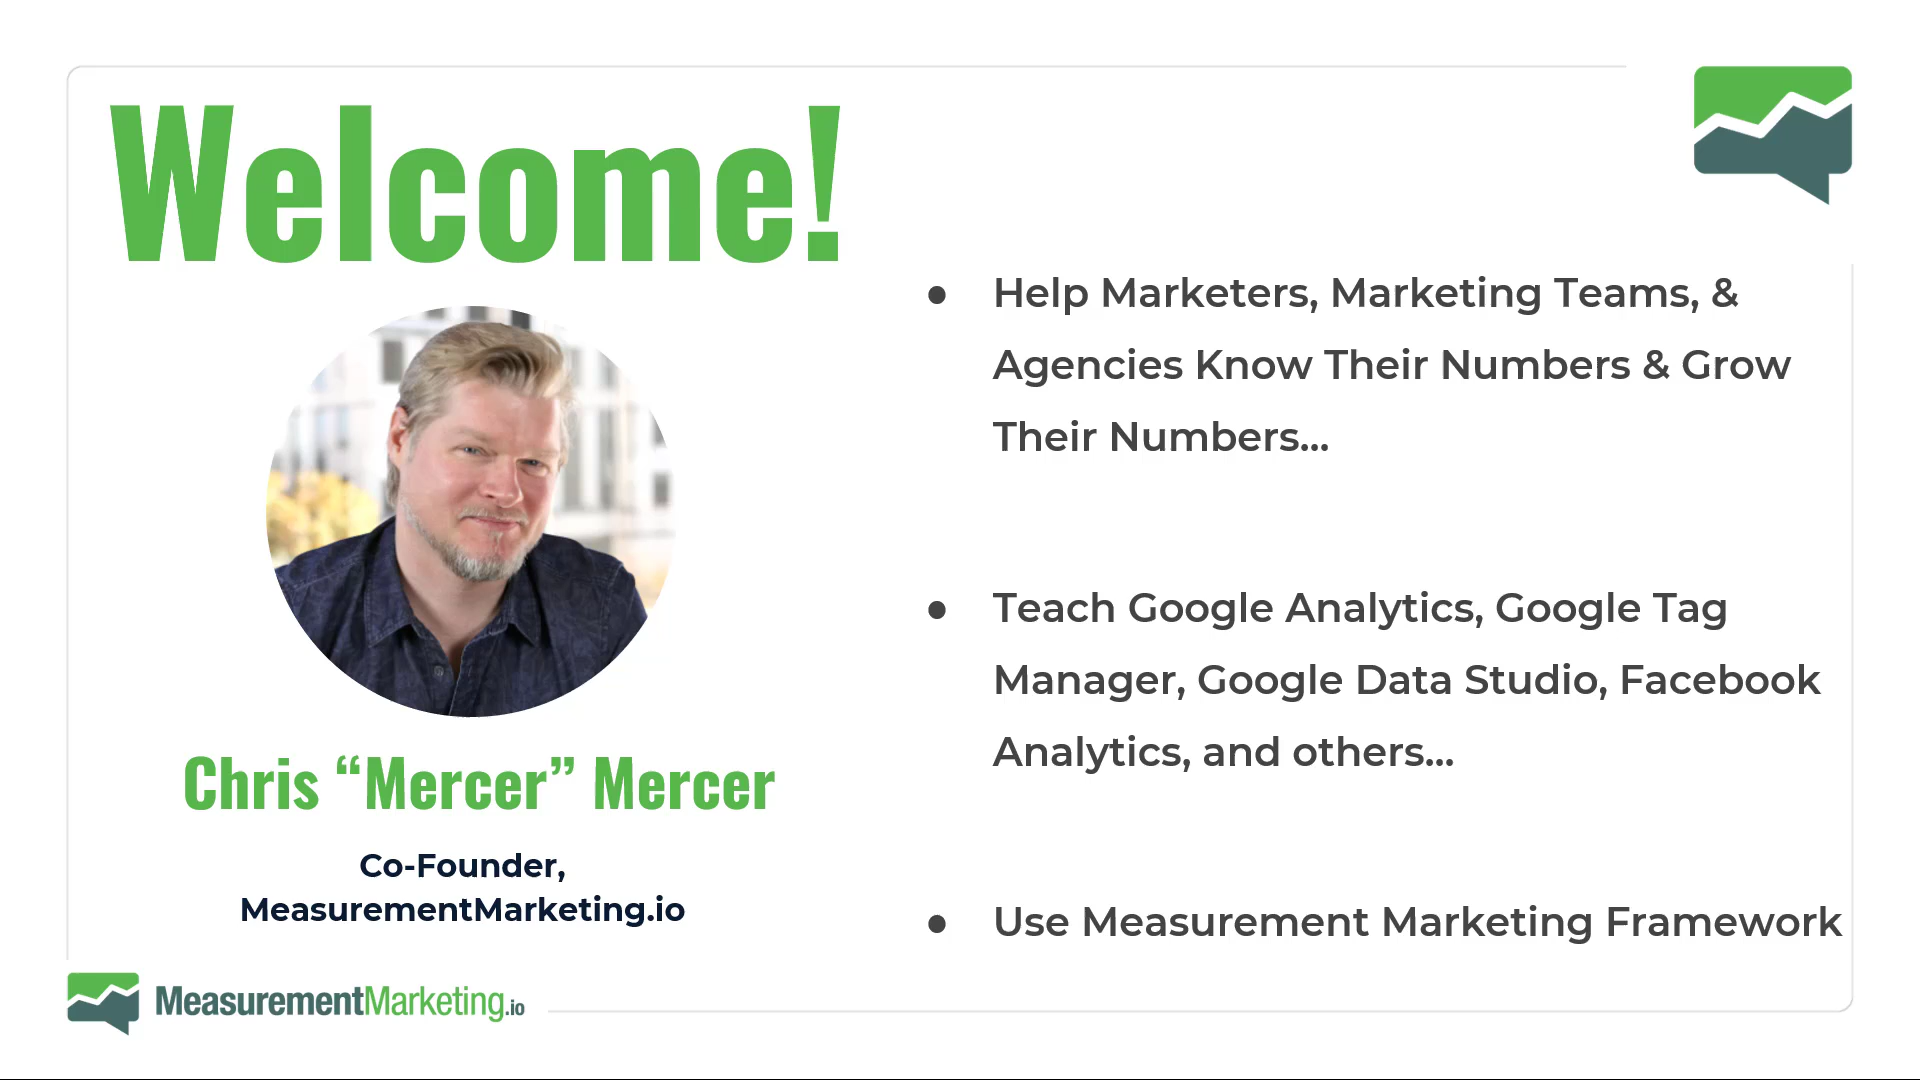 Welcome!
Chris “Mercer” Mercer
Co-Founder,
MeasurementMarketing.io
● Help Marketers, Marketing Teams, &
Agencies Know Their Numbers & Grow
Their Numbers...
● Teach Google Analytics, Google Tag
Manager, Google Data Studio, Facebook
Analytics, and others...
● Use Measurement Marketing Framework
MeasurementMarketing.io